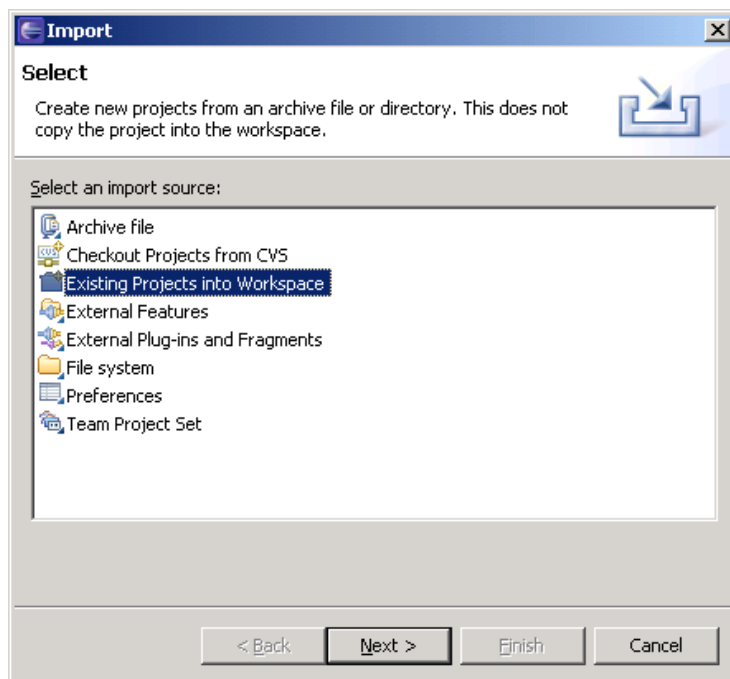 Import
Select
Create new projects from an archive file or directory. This does not
copy the project into the workspace.
Select an import source:
Archive file
Checkout Projects from CVS
Existing Projects into Workspace
External Features
External Plug-ins and Fragments
File system
Preferences
Team Project Set
< Back Next > Finish Cancel